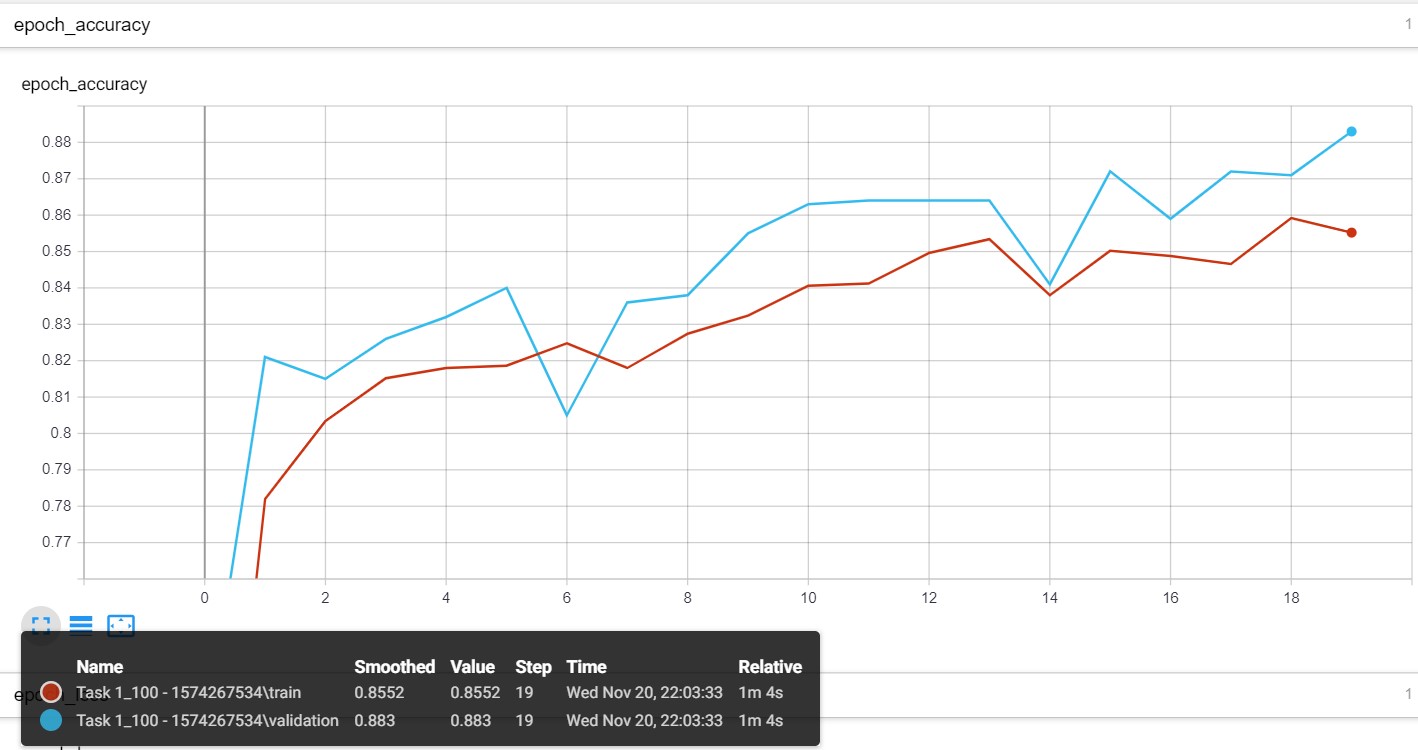 epoch_accuracy
1
epoch_accuracy
0.88
0.87
0.86
0.85
0.84
0.83
0.82
0.81
0.8
0.79
0.78
0.77
0 2 4 6 8 10 12 14 16 18
Name Smoothed Value Step Time Relative
Task 1_100 - 1574267534\train 0.8552 0.8552 19 Wed Nov 20, 22:03:33 1m 4s
1
Task 1_100 - 1574267534\validation 0.883 0.883 19 Wed Nov 20, 22:03:33 1m 4s